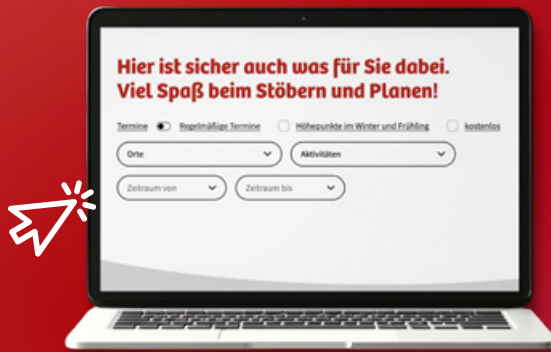 Hier ist sicher auch was für Sie dabei.
Viel Spaß beim Stöbern und Planen!
Termine Regelmäßige Termine Höhepunkte im Winter und Frühling kostenlos
Orte Aktivitäten
Zeitraum von Zeitraum bis